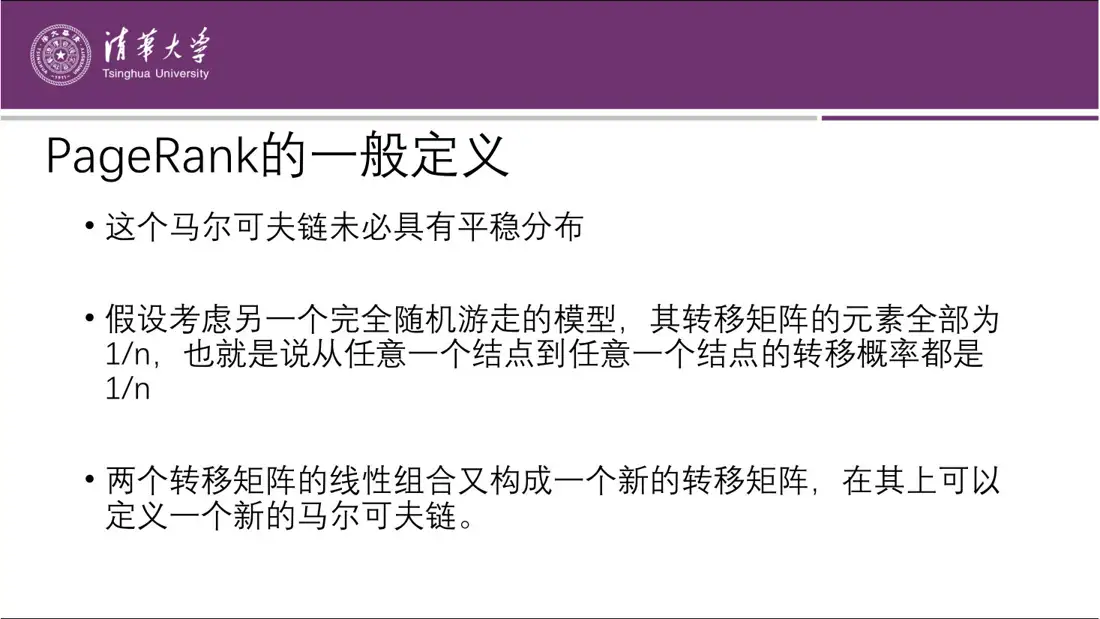 清华大学
Tsinghua University
PageRank的一般定义
• 这个马尔可夫链未必具有平稳分布
• 假设考虑另一个完全随机游走的模型，其转移矩阵的元素全部为
1/n，也就是说从任意一个结点到任意一个结点的转移概率都是
1/n
• 两个转移矩阵的线性组合又构成一个新的转移矩阵，在其上可以
定义一个新的马尔可夫链。